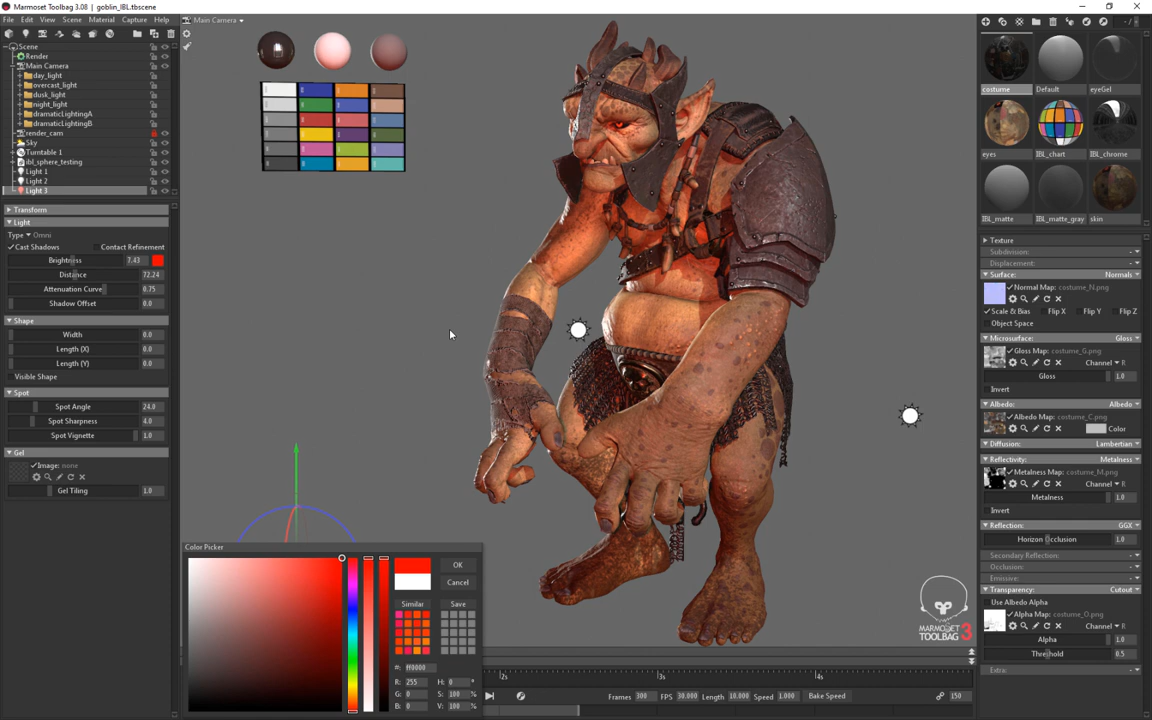 Marmoset Toolbag 3.08 | goblin_IBL.tbscene
File Edit View Scene Material Capture Help
Main Camera
Scene
Render
Main Camera
day_light
overcast_light
dusk_light
night_light
dramaticLightingA
dramaticLightingB
render_cam
Sky
Turntable 1
ibl_sphere_testing
Light 1
Light 2
Light 3
Transform
Light
Type Omni
Cast Shadows Contact Refinement
Brightness 7.43
Distance 72.24
Attenuation Curve 0.75
Shadow Offset 0.0
Shape
Width 0.0
Length (X) 0.0
Length (Y) 0.0
Visible Shape
Spot
Spot Angle 24.0
Spot Sharpness 4.0
Spot Vignette 1.0
Gel
Image: none
Gel Tiling 1.0
Color Picker
OK
Cancel
Similar Save
#: ff0000
R: 255 H: 0 °
G: 0 S: 100 %
B: 0 V: 100 %
MARMOSET
TOOLBAG 3
2s 3s 4s
Frames 300 FPS 30.000 Length 10.000 Speed 1.000 Bake Speed 150
costume Default eyeGel
eyes IBL_chart IBL_chrome
IBL_matte IBL_matte_gray skin
Texture
Subdivision:
Displacement:
Surface: Normals
Normal Map: costume_N.png
Scale & Bias Flip X Flip Y Flip Z
Object Space
Microsurface: Gloss
Gloss Map: costume_G.png
Channel R
Gloss 1.0
Invert
Albedo: Albedo
Albedo Map: costume_C.png
Color
Diffusion: Lambertian
Reflectivity: Metalness
Metalness Map: costume_M.png
Channel R
Metalness 1.0
Invert
Reflection: GGX
Horizon Occlusion 1.0
Secondary Reflection:
Occlusion:
Emissive:
Transparency: Cutout
Use Albedo Alpha
Alpha Map: costume_O.png
Channel R
Alpha 1.0
Threshold 0.5
Extra: